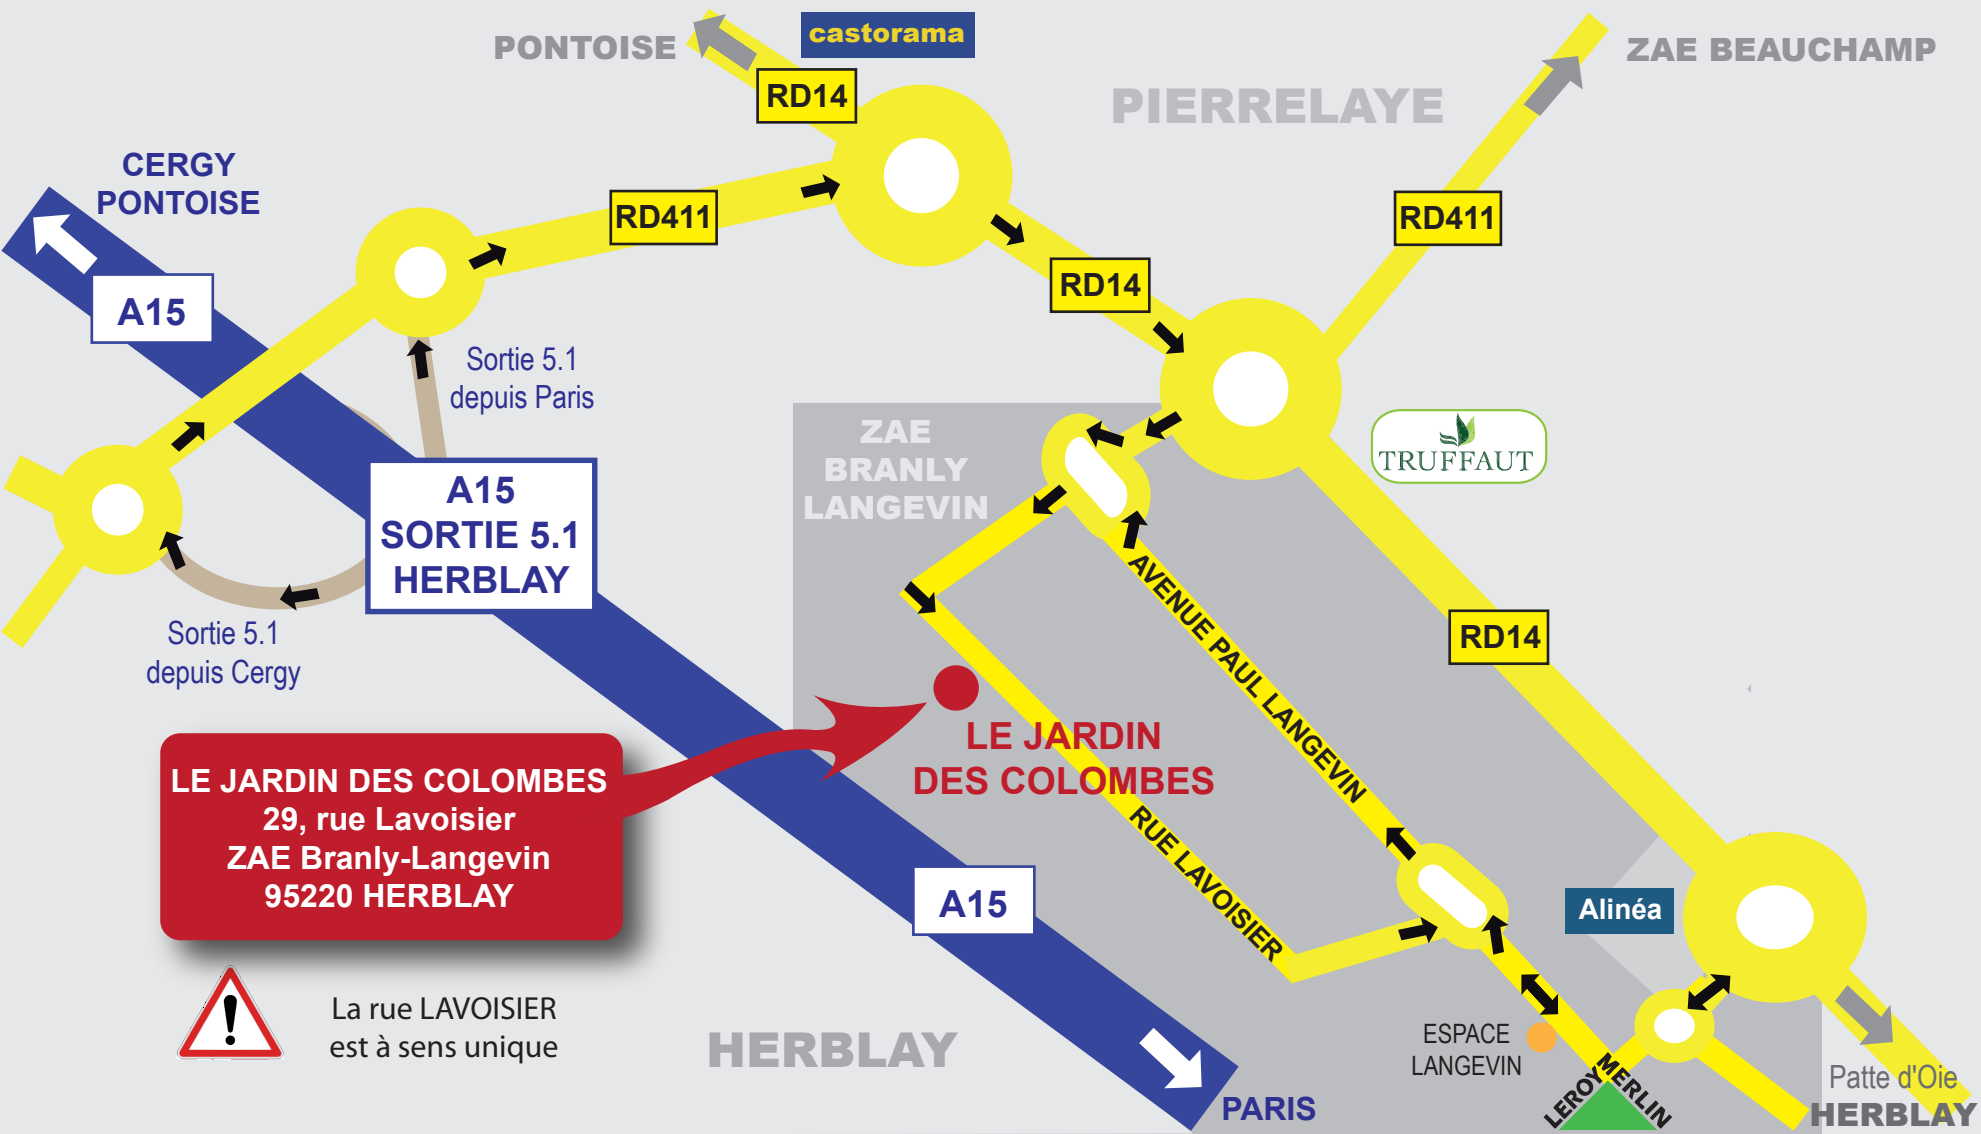 PONTOISE
castorama
ZAE BEAUCHAMP
RD14
PIERRELAYE
CERGY
PONTOISE
RD411
RD411
A15
RD14
Sortie 5.1
depuis Paris
ZAE
BRANLY
LANGEVIN
TRUFFAUT
A15
SORTIE 5.1
HERBLAY
Sortie 5.1
depuis Cergy
AVENUE PAUL LANGEVIN
RD14
LE JARDIN
DES COLOMBES
LE JARDIN DES COLOMBES
29, rue Lavoisier
ZAE Branly-Langevin
95220 HERBLAY
RUE LAVOISIER
A15
Alinéa
!
La rue LAVOISIER
est à sens unique
HERBLAY
ESPACE
LANGEVIN
LEROY MERLIN
PARIS
Patte d'Oie
HERBLAY